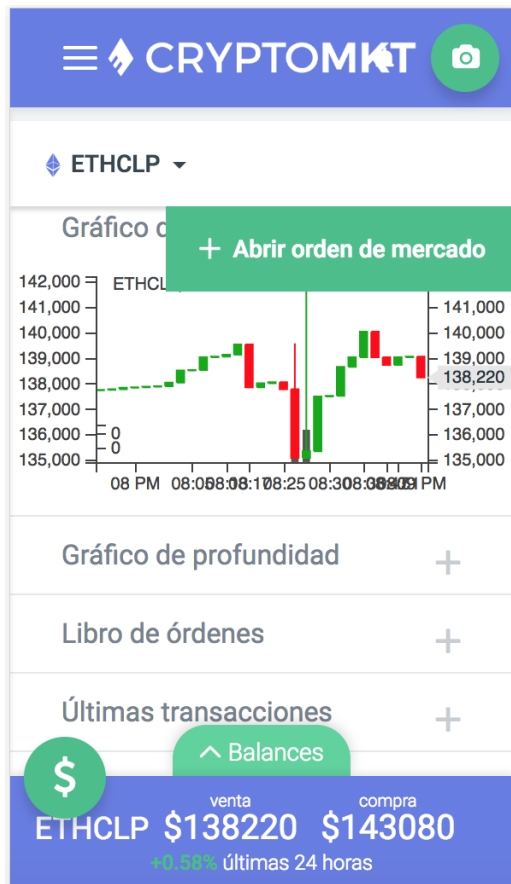 CRYPTOMKT
ETHCLP
Gráfico
+ Abrir orden de mercado
142,000
ETHCL
141,000 141,000
140,000 140,000
139,000 139,000
138,000 138,220
137,000 137,000
136,000 136,000
0
0
135,000 135,000
08 PM 08:25 08:30 PM
Gráfico de profundidad +
Libro de órdenes +
Últimas transacciones +
Balances
$
venta compra
ETHCLP $138220 $143080
+0.58% últimas 24 horas